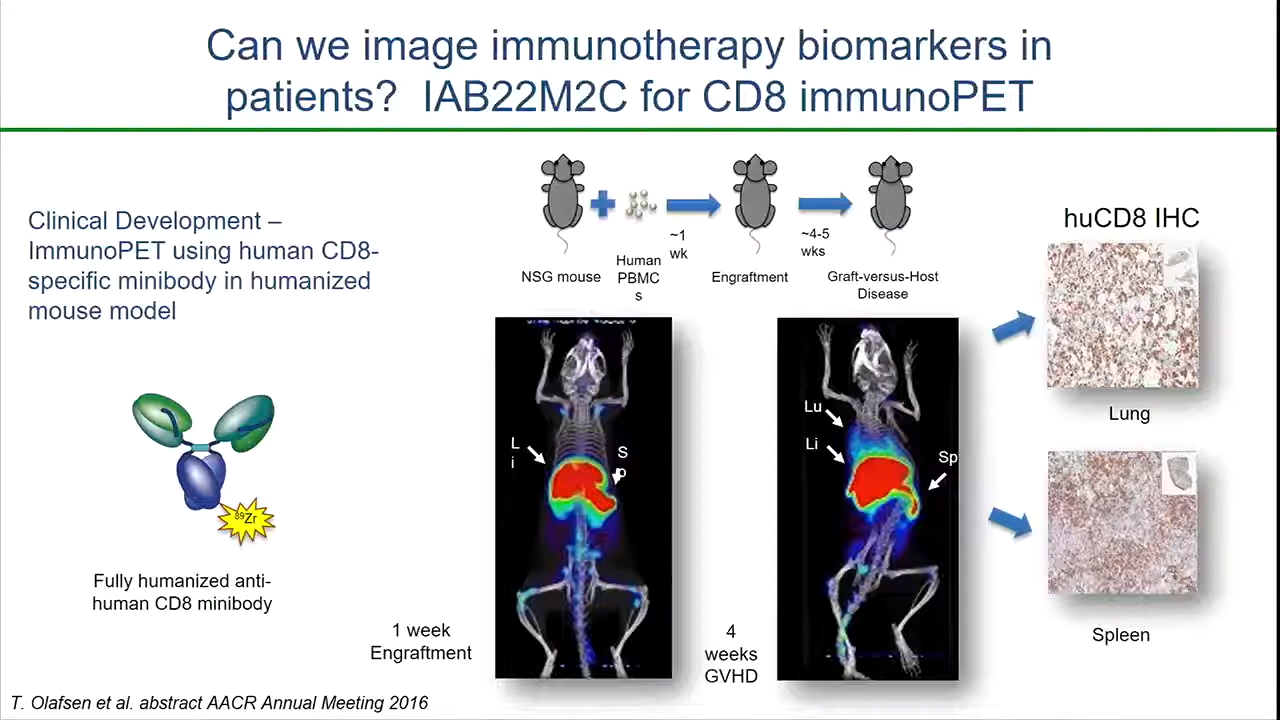 Can we image immunotherapy biomarkers in
patients? IAB22M2C for CD8 immunoPET
Clinical Development –
ImmunoPET using human CD8-
specific minibody in humanized
mouse model
89Zr
Fully humanized anti-
human CD8 minibody
NSG mouse
Human
PBMC
s
~1
wk
Engraftment
~4-5
wks
Graft-versus-Host
Disease
L
i
S
p
1 week
Engraftment
Lu
Li
Sp
4
weeks
GVHD
huCD8 IHC
Lung
Spleen
T. Olafsen et al. abstract AACR Annual Meeting 2016